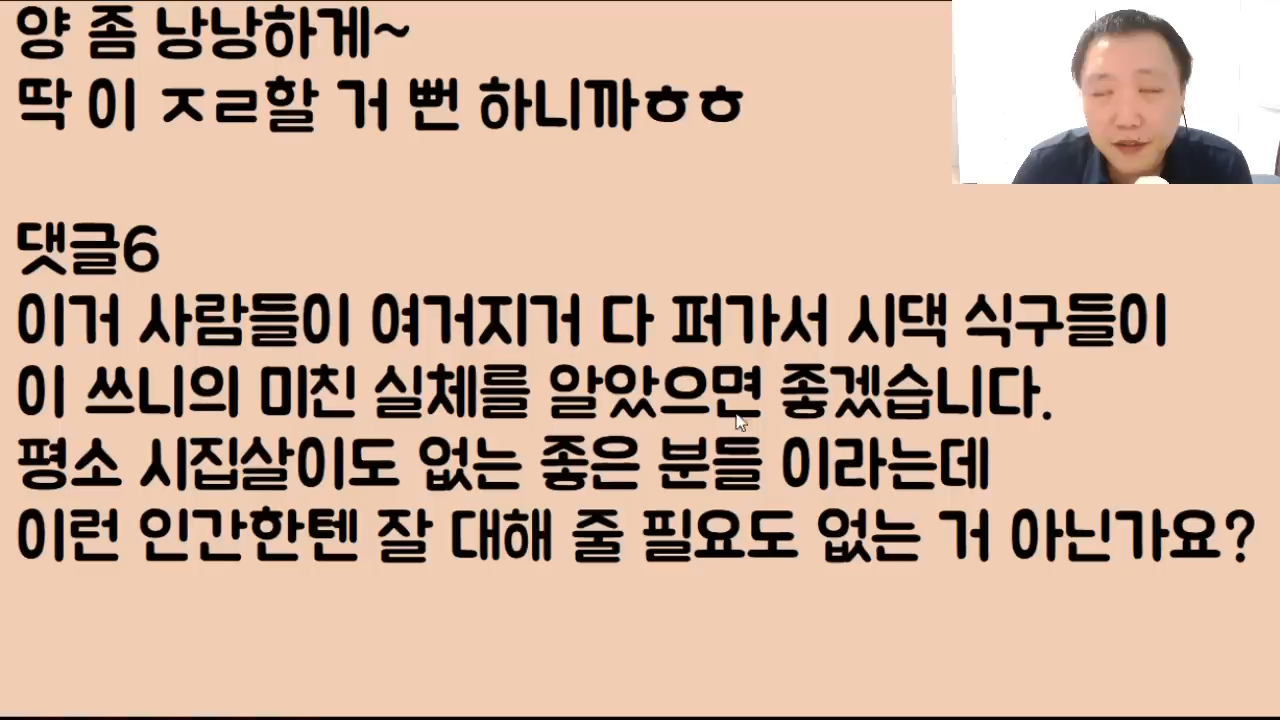 양 좀 낭낭하게~
딱 이 ㅈㄹ할 거 뻔 하니까ㅎㅎ
댓글6
이거 사람들이 여거지거 다 퍼가서 시댁 식구들이
이 쓰니의 미친 실체를 알았으면 좋겠습니다.
평소 시집살이도 없는 좋은 분들 이라는데
이런 인간한텐 잘 대해 줄 필요도 없는 거 아닌가요?